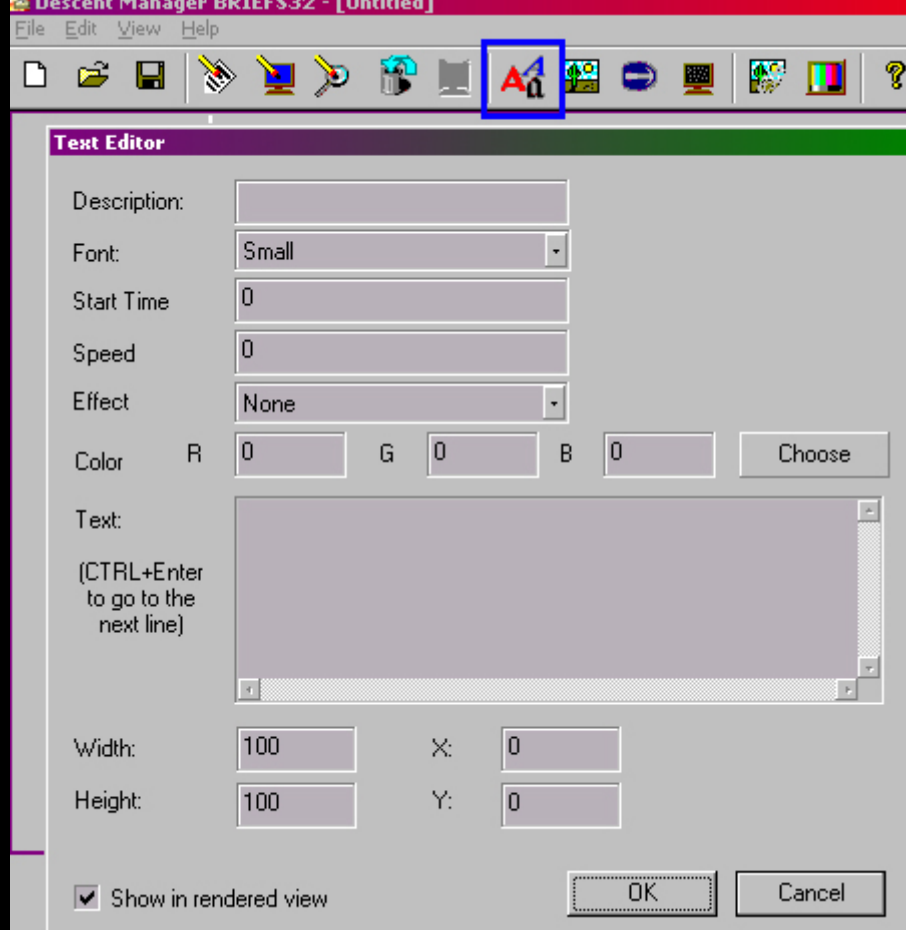 Descent Manager BRIEFS32 - [Untitled]
File Edit View Help
Aa
Text Editor
Description:
Font: Small
Start Time 0
Speed 0
Effect None
Color R 0 G 0 B 0 Choose
Text:
(CTRL+Enter
to go to the
next line)
Width: 100 X: 0
Height: 100 Y: 0
Show in rendered view OK Cancel